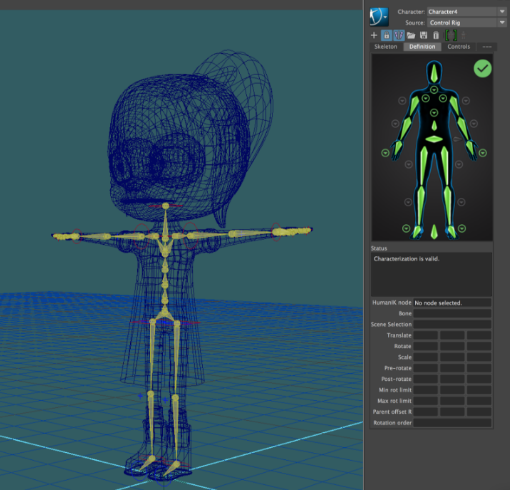 Character: Character4
Source: Control Rig
Skeleton Definition Controls
Status
Characterization is valid.
HumanIK node No node selected.
Bone
Scene Selection
Translate
Rotate
Scale
Pre-rotate
Post-rotate
Min rot limit
Max rot limit
Parent offset R
Rotation order